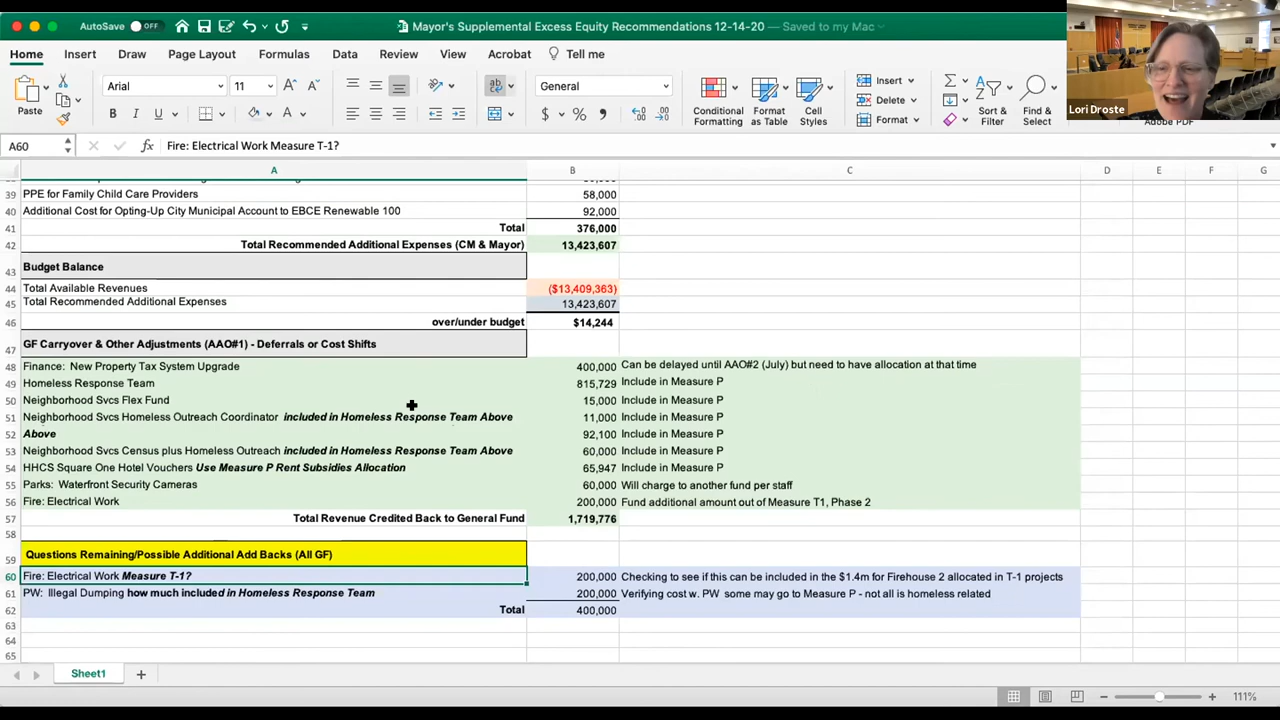 AutoSave OFF Mayor's Supplemental Excess Equity Recommendations 12-14-20 — Saved to my Mac
Home Insert Draw Page Layout Formulas Data Review View Acrobat Tell me
Paste Arial 11 General Conditional Formatting Format as Table Cell Styles Insert Delete Format Sort & Filter Find & Select Adobe PDF
Lori Droste
A60 fx Fire: Electrical Work Measure T-1?
A B C D E F G
39 PPE for Family Child Care Providers 58,000
40 Additional Cost for Opting-Up City Municipal Account to EBCE Renewable 100 92,000
41 Total 376,000
42 Total Recommended Additional Expenses (CM & Mayor) 13,423,607
43 Budget Balance
44 Total Available Revenues ($13,409,363)
45 Total Recommended Additional Expenses 13,423,607
46 over/under budget $14,244
47 GF Carryover & Other Adjustments (AAO#1) - Deferrals or Cost Shifts
48 Finance: New Property Tax System Upgrade 400,000 Can be delayed until AAO#2 (July) but need to have allocation at that time
49 Homeless Response Team 815,729 Include in Measure P
50 Neighborhood Svcs Flex Fund 15,000 Include in Measure P
51 Neighborhood Svcs Homeless Outreach Coordinator included in Homeless Response Team Above 11,000 Include in Measure P
52 Above 92,100 Include in Measure P
53 Neighborhood Svcs Census plus Homeless Outreach included in Homeless Response Team Above 60,000 Include in Measure P
54 HHCS Square One Hotel Vouchers Use Measure P Rent Subsidies Allocation 65,947 Include in Measure P
55 Parks: Waterfront Security Cameras 60,000 Will charge to another fund per staff
56 Fire: Electrical Work 200,000 Fund additional amount out of Measure T1, Phase 2
57 Total Revenue Credited Back to General Fund 1,719,776
58
59 Questions Remaining/Possible Additional Add Backs (All GF)
60 Fire: Electrical Work Measure T-1? 200,000 Checking to see if this can be included in the $1.4m for Firehouse 2 allocated in T-1 projects
61 PW: Illegal Dumping how much included in Homeless Response Team 200,000 Verifying cost w. PW some may go to Measure P - not all is homeless related
62 Total 400,000
63
64
65
Sheet1
111%